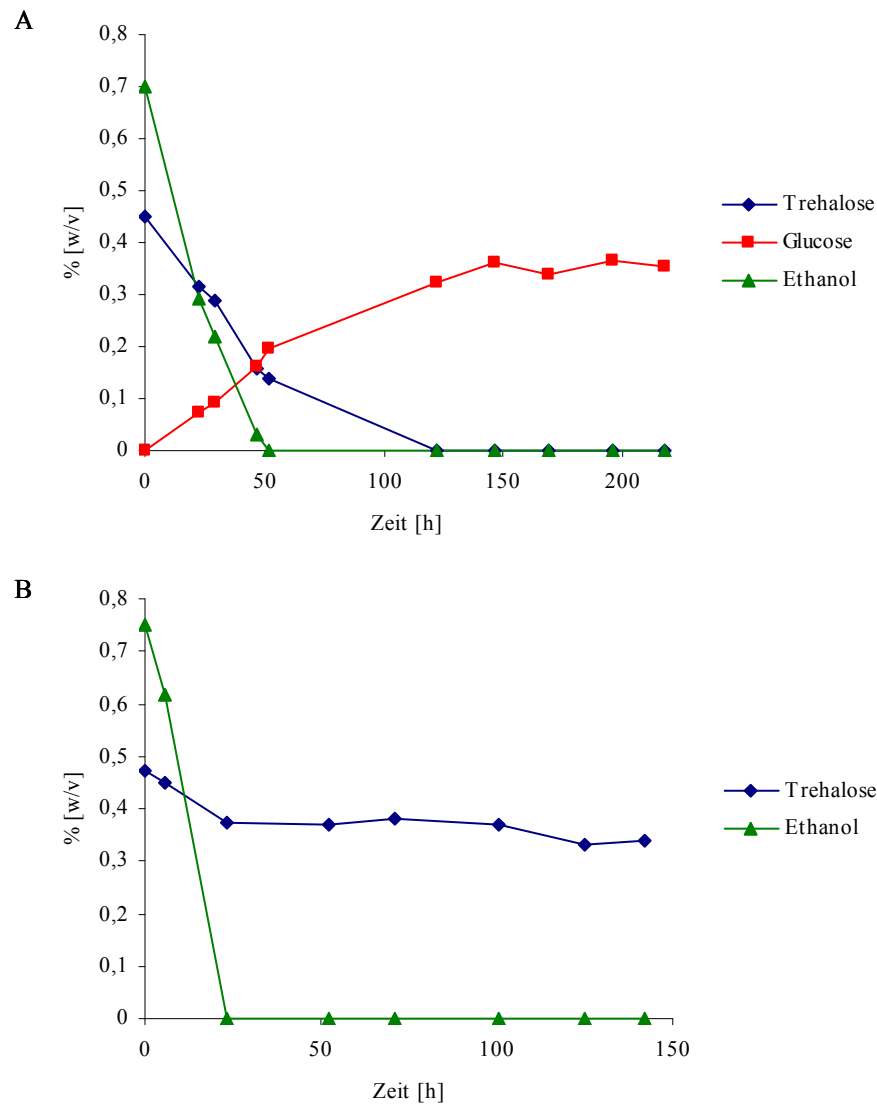 A
0,8
0,7
0,6
0,5
0,4
0,3
0,2
0,1
0
% [w/v]
0 50 100 150 200
Zeit [h]
Trehalose
Glucose
Ethanol
B
0,8
0,7
0,6
0,5
0,4
0,3
0,2
0,1
0
% [w/v]
0 50 100 150
Zeit [h]
Trehalose
Ethanol